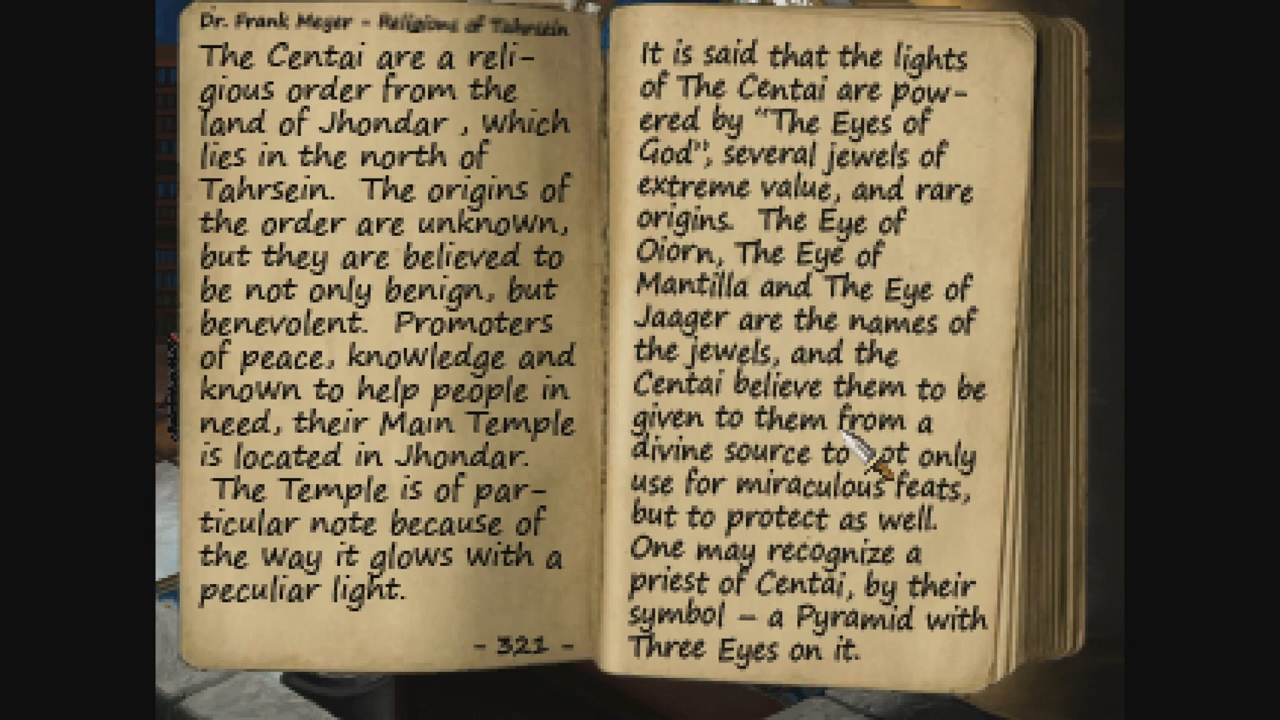 Dr. Frank Meyer - Religions of Tahrsein
The Centai are a reli-
gious order from the
land of Jhondar , which
lies in the north of
Tahrsein. The origins of
the order are unknown,
but they are believed to
be not only benign, but
benevolent. Promoters
of peace, knowledge and
known to help people in
need, their Main Temple
is located in Jhondar.
The Temple is of par-
ticular note because of
the way it glows with a
peculiar light.
- 321 -
It is said that the lights
of The Centai are pow-
ered by "The Eyes of
God", several jewels of
extreme value, and rare
origins. The Eye of
Oiorn, The Eye of
Mantilla and The Eye of
Jaager are the names of
the jewels, and the
Centai believe them to be
given to them from a
divine source to not only
use for miraculous feats,
but to protect as well.
One may recognize a
priest of Centai, by their
symbol - a Pyramid with
Three Eyes on it.